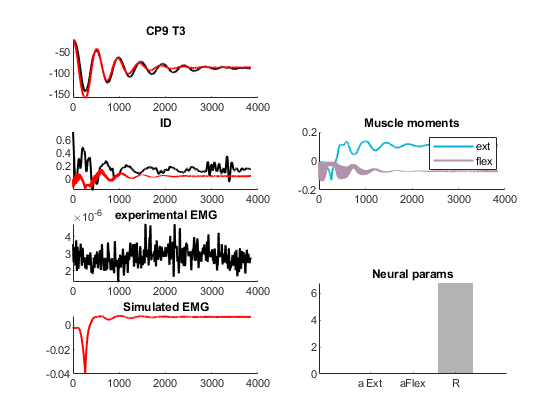 CP9 T3
-50
-100
-150
0 1000 2000 3000 4000
ID
0.6
0.4
0.2
0
0 1000 2000 3000 4000
×10^-6
experimental EMG
4
3
2
0 1000 2000 3000 4000
Simulated EMG
0
-0.02
-0.04
0 1000 2000 3000 4000
Muscle moments
0.2
0
-0.2
ext
flex
0 1000 2000 3000 4000
Neural params
6
4
2
0
a Ext aFlex R